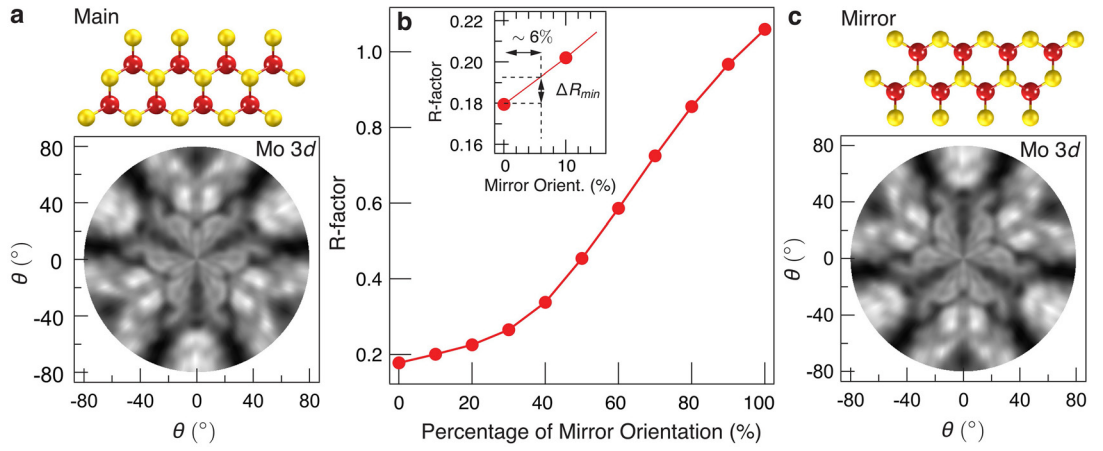 a
Main
Mo 3d
80
40
0
-40
-80
θ (°)
-80
-40
0
40
80
θ (°)
b
1.0
0.8
0.6
0.4
0.2
R-factor
0
20
40
60
80
100
Percentage of Mirror Orientation (%)
0.22
0.20
0.18
0.16
R-factor
~ 6%
ΔRmin
0
10
Mirror Orient. (%)
c
Mirror
Mo 3d
80
40
0
-40
-80
θ (°)
-80
-40
0
40
80
θ (°)